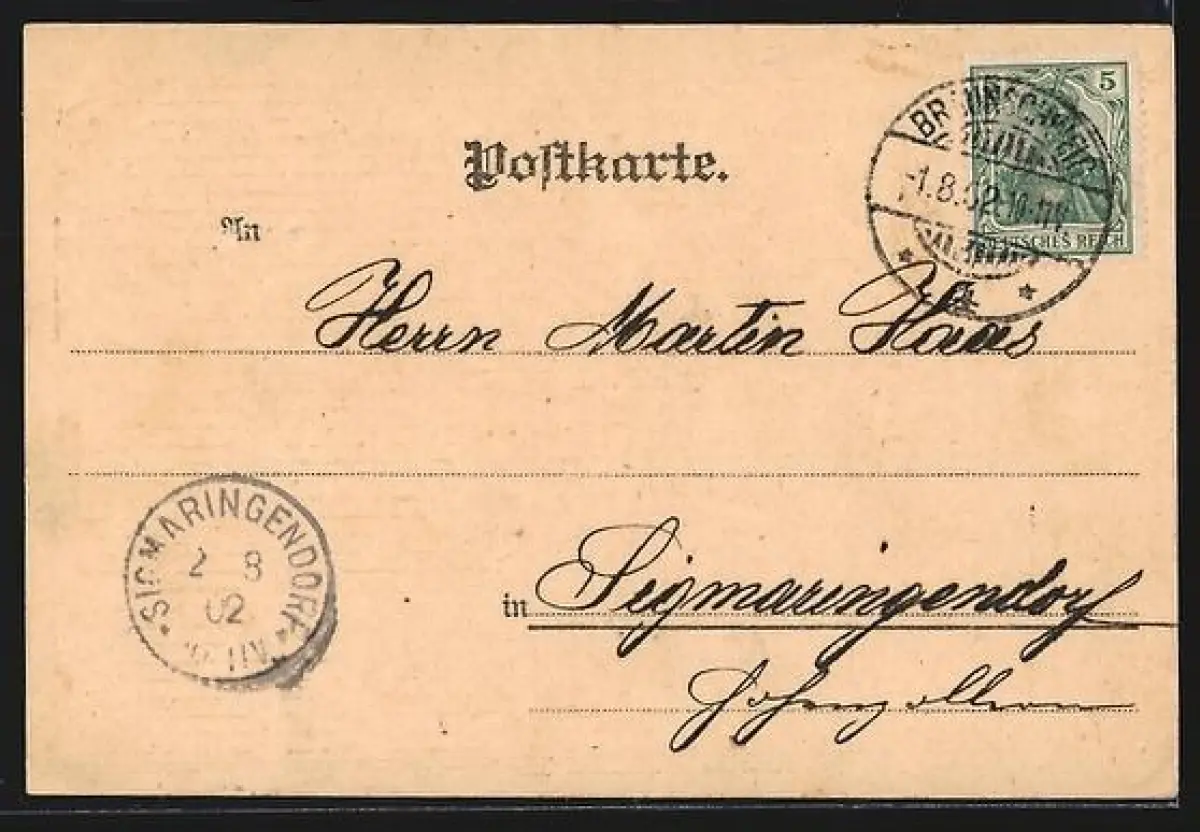 5
BRAUNSCHWEIG
-1.8.02.10-11V.
DEUTSCHES REICH
Postkarte.
An
Herrn Martin Haas
SIGMARINGENDORF
2 8
02
in Sigmaringendorf
Hohenzollern